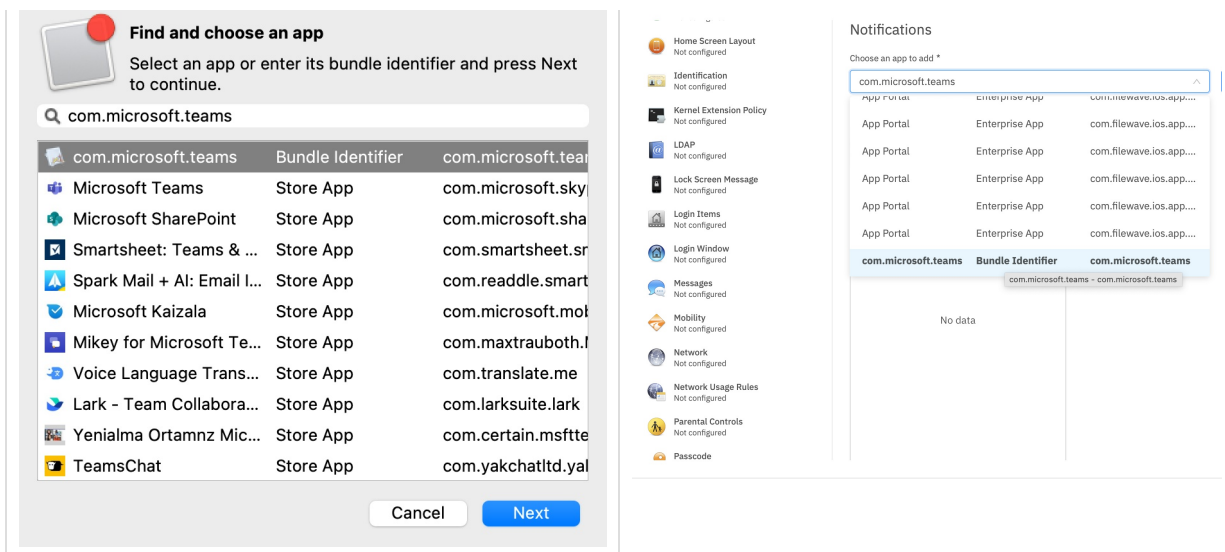 Find and choose an app
Select an app or enter its bundle identifier and press Next
to continue.
com.microsoft.teams
com.microsoft.teams Bundle Identifier com.microsoft.tear
Microsoft Teams Store App com.microsoft.sky
Microsoft SharePoint Store App com.microsoft.sha
Smartsheet: Teams & ... Store App com.smartsheet.sr
Spark Mail + AI: Email I... Store App com.readdle.smart
Microsoft Kaizala Store App com.microsoft.mob
Mikey for Microsoft Te... Store App com.maxtrauboth.
Voice Language Trans... Store App com.translate.me
Lark - Team Collabora... Store App com.larksuite.lark
Yenialma Ortamnz Mic... Store App com.certain.msftte
TeamsChat Store App com.yakchatltd.yal
Cancel Next
Home Screen Layout
Not configured
Identification
Not configured
Kernel Extension Policy
Not configured
LDAP
Not configured
Lock Screen Message
Not configured
Login Items
Not configured
Login Window
Not configured
Messages
Not configured
Mobility
Not configured
Network
Not configured
Network Usage Rules
Not configured
Parental Controls
Not configured
Passcode
Notifications
Choose an app to add *
com.microsoft.teams
App Portal Enterprise App com.filewave.ios.app....
App Portal Enterprise App com.filewave.ios.app....
App Portal Enterprise App com.filewave.ios.app....
App Portal Enterprise App com.filewave.ios.app....
App Portal Enterprise App com.filewave.ios.app....
App Portal Enterprise App com.filewave.ios.app....
com.microsoft.teams Bundle Identifier com.microsoft.teams
com.microsoft.teams - com.microsoft.teams
No data